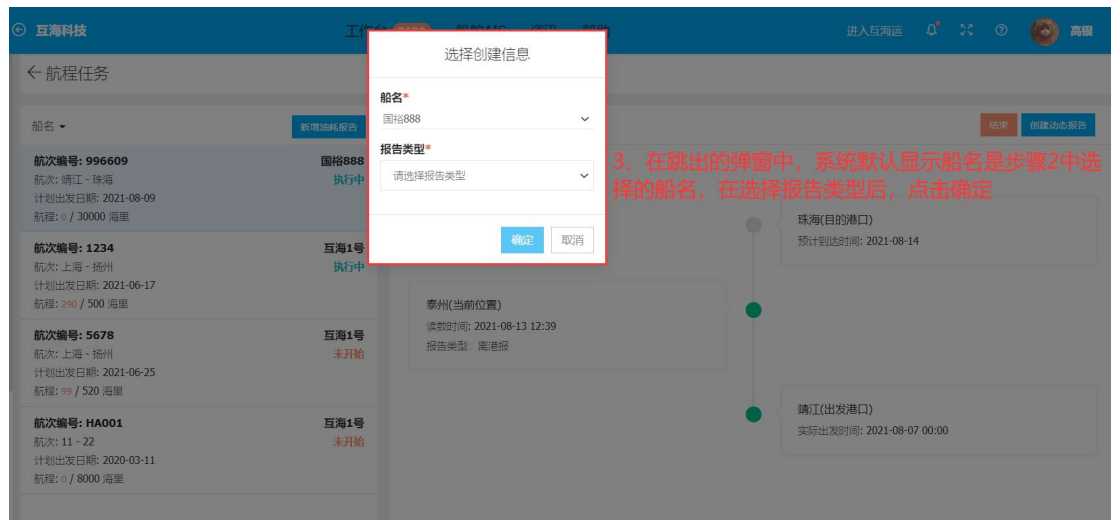 互海科技
工作台
船舶AIS
资讯
帮助
进入互海运
高银
航程任务
船名
新增油耗报告
结束
创建动态报告
航次编号: 996609
国裕888
航次: 靖江 - 珠海
执行中
计划出发日期: 2021-08-09
航程: 0 / 30000 海里
航次编号: 1234
互海1号
航次: 上海 - 扬州
执行中
计划出发日期: 2021-06-17
航程: 290 / 500 海里
航次编号: 5678
互海1号
航次: 上海 - 扬州
未开始
计划出发日期: 2021-06-25
航程: 99 / 520 海里
航次编号: HA001
互海1号
航次: 11 - 22
未开始
计划出发日期: 2020-03-11
航程: 0 / 8000 海里
选择创建信息
船名*
国裕888
报告类型*
请选择报告类型
确定
取消
3、在跳出的弹窗中，系统默认显示船名是步骤2中选
择的船名，在选择报告类型后，点击确定
珠海(目的港口)
预计到达时间: 2021-08-14
泰州(当前位置)
读数时间: 2021-08-13 12:39
报告类型: 离港报
靖江(出发港口)
实际出发时间: 2021-08-07 00:00